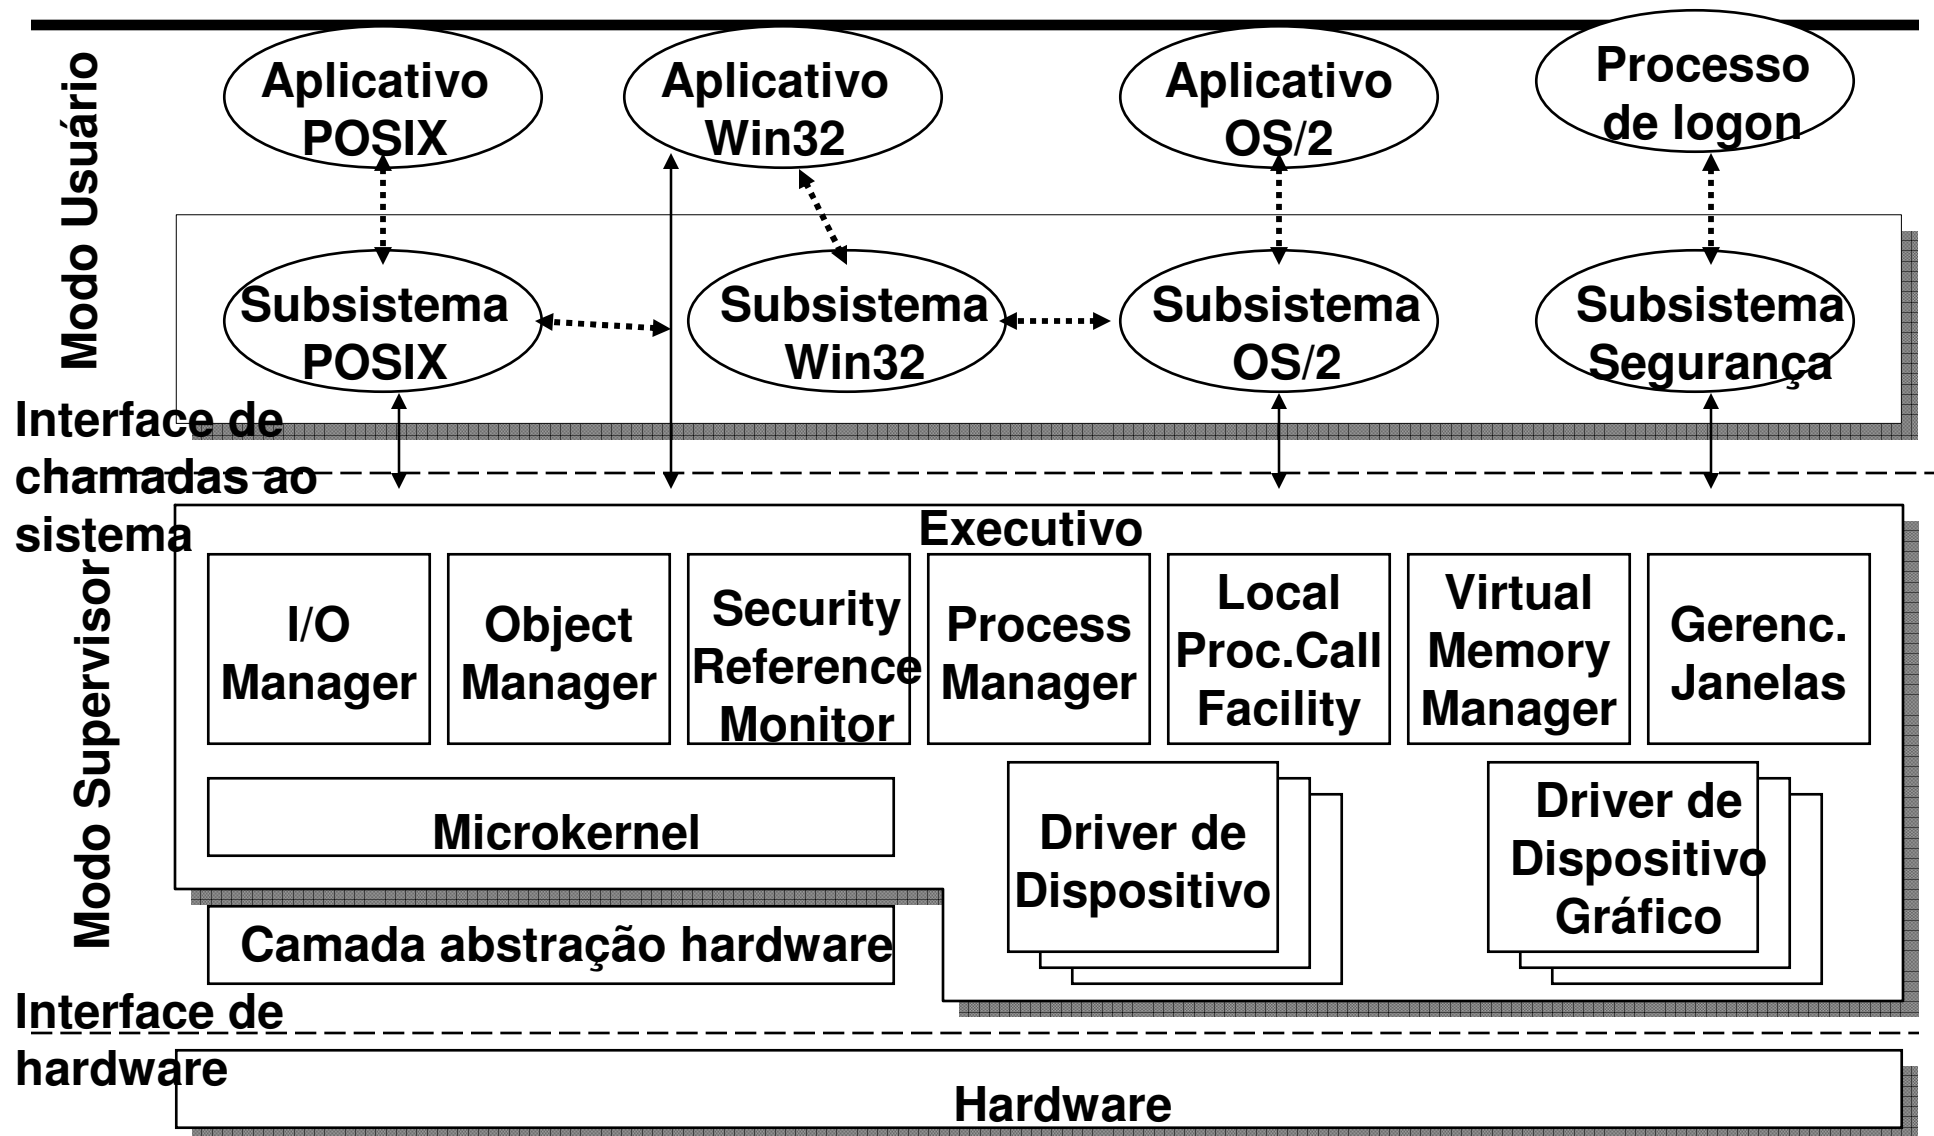 Modo Usuário
Aplicativo
POSIX
Aplicativo
Win32
Aplicativo
OS/2
Processo
de logon
Subsistema
POSIX
Subsistema
Win32
Subsistema
OS/2
Subsistema
Segurança
Interface de
chamadas ao
sistema
Modo Supervisor
Executivo
I/O
Manager
Object
Manager
Security
Reference
Monitor
Process
Manager
Local
Proc.Call
Facility
Virtual
Memory
Manager
Gerenc.
Janelas
Microkernel
Driver de
Dispositivo
Driver de
Dispositivo
Gráfico
Camada abstração hardware
Interface de
hardware
Hardware